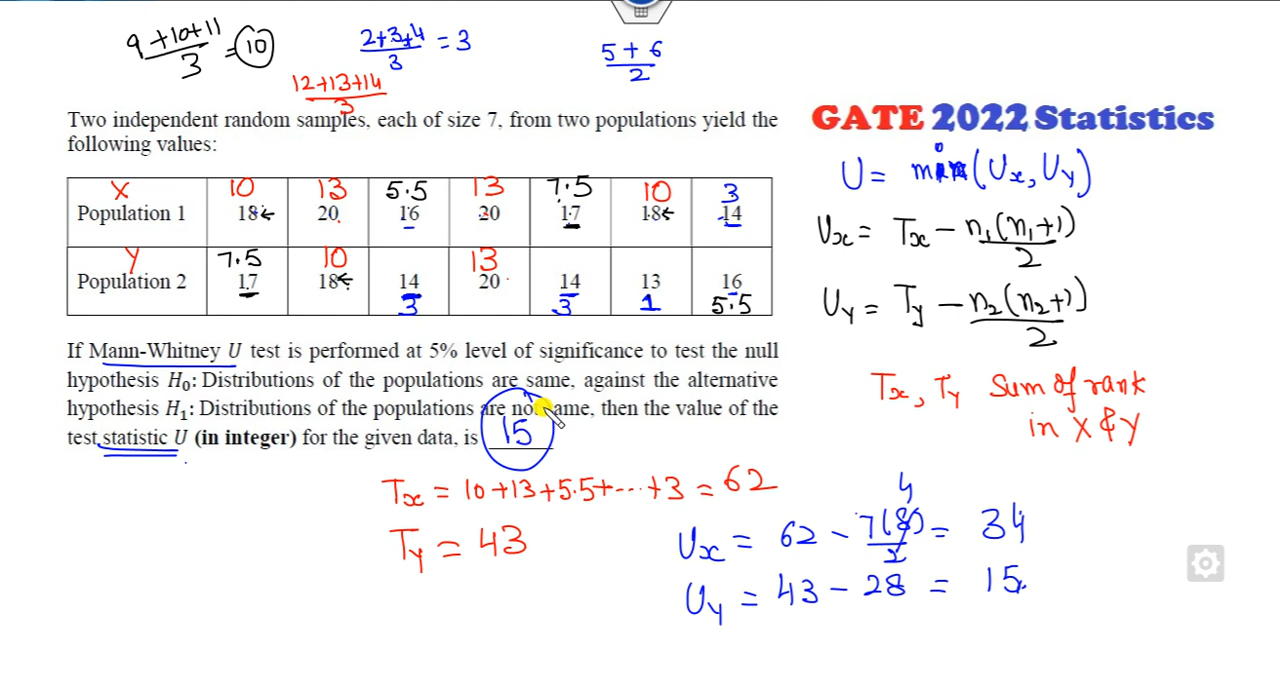 9+10+11/3 = 10
2+3+4/3 = 3
5+6/2
12+13+14/3
Two independent random samples, each of size 7, from two populations yield the
following values:
GATE 2022 Statistics
U = min(Ux, Uy)
X 10 13 5.5 13 7.5 10 3
Population 1 18← 20 16 20 17 18← 14
Ux = Tx - n1(n1+1)/2
Y 7.5 10 13
Population 2 17 18← 14 20 14 13 16
3 3 1 5.5
Uy = Ty - n2(n2+1)/2
If Mann-Whitney U test is performed at 5% level of significance to test the null
hypothesis H0: Distributions of the populations are same, against the alternative
hypothesis H1: Distributions of the populations are not ame, then the value of the
test statistic U (in integer) for the given data, is 15
Tx, Ty Sum of rank
in X & Y
Tx = 10+13+5.5+....+3 = 62
Ty = 43
4
Ux = 62 - 7(8)/2 = 34
Uy = 43 - 28 = 15